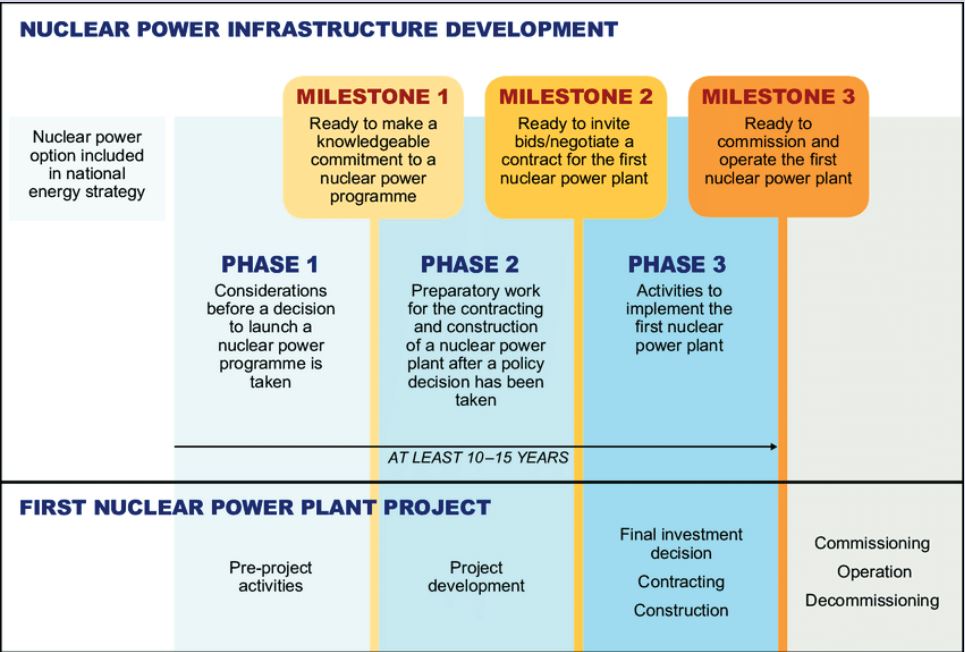 NUCLEAR POWER INFRASTRUCTURE DEVELOPMENT
Nuclear power
option included
in national
energy strategy
MILESTONE 1
Ready to make a
knowledgeable
commitment to a
nuclear power
programme
MILESTONE 2
Ready to invite
bids/negotiate a
contract for the first
nuclear power plant
MILESTONE 3
Ready to
commission and
operate the first
nuclear power plant
PHASE 1
Considerations
before a decision
to launch a
nuclear power
programme is
taken
PHASE 2
Preparatory work
for the contracting
and construction
of a nuclear power
plant after a policy
decision has been
taken
PHASE 3
Activities to
implement the
first nuclear
power plant
AT LEAST 10–15 YEARS
FIRST NUCLEAR POWER PLANT PROJECT
Pre-project
activities
Project
development
Final investment
decision
Contracting
Construction
Commissioning
Operation
Decommissioning